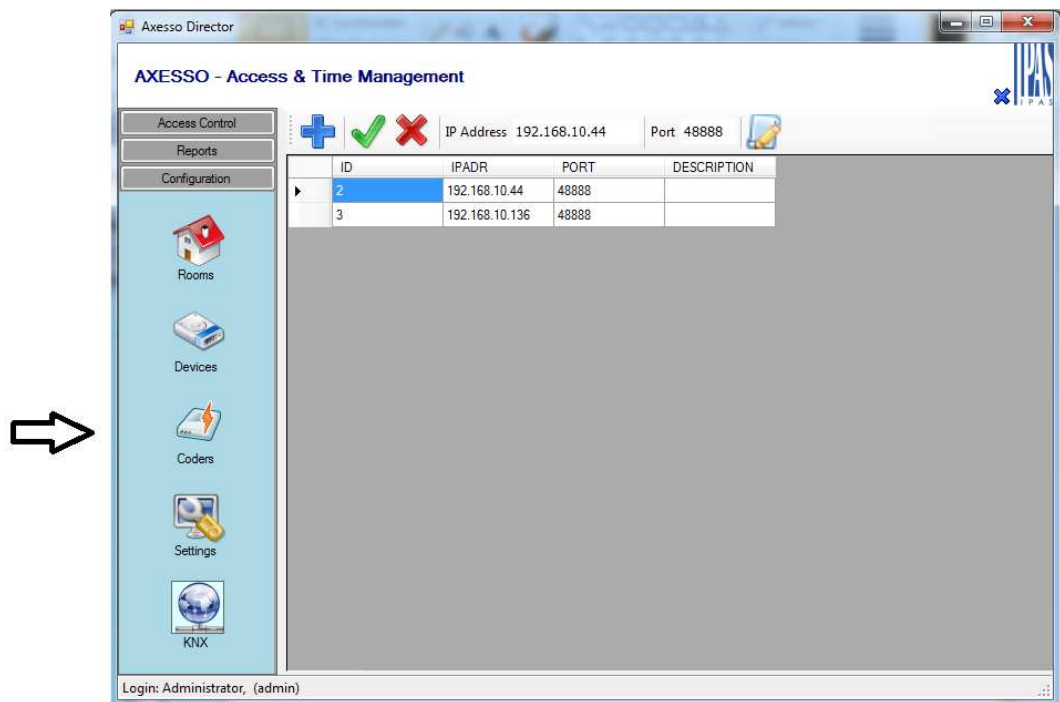 Axesso Director
AXESSO - Access & Time Management
IPAS
IPAS
Access Control
Reports
Configuration
IP Address 192.168.10.44 Port 48888
ID IPADR PORT DESCRIPTION
2 192.168.10.44 48888
3 192.168.10.136 48888
Rooms
Devices
Coders
Settings
KNX
Login: Administrator, (admin)